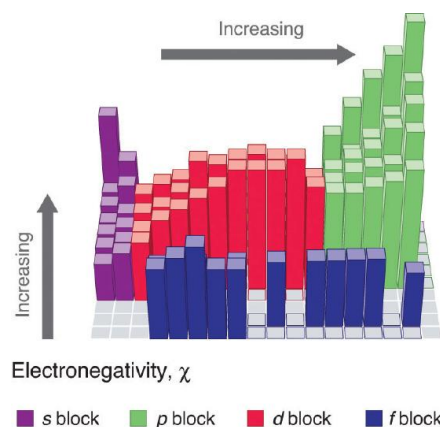 Increasing
Increasing
Electronegativity, χ
s block
p block
d block
f block